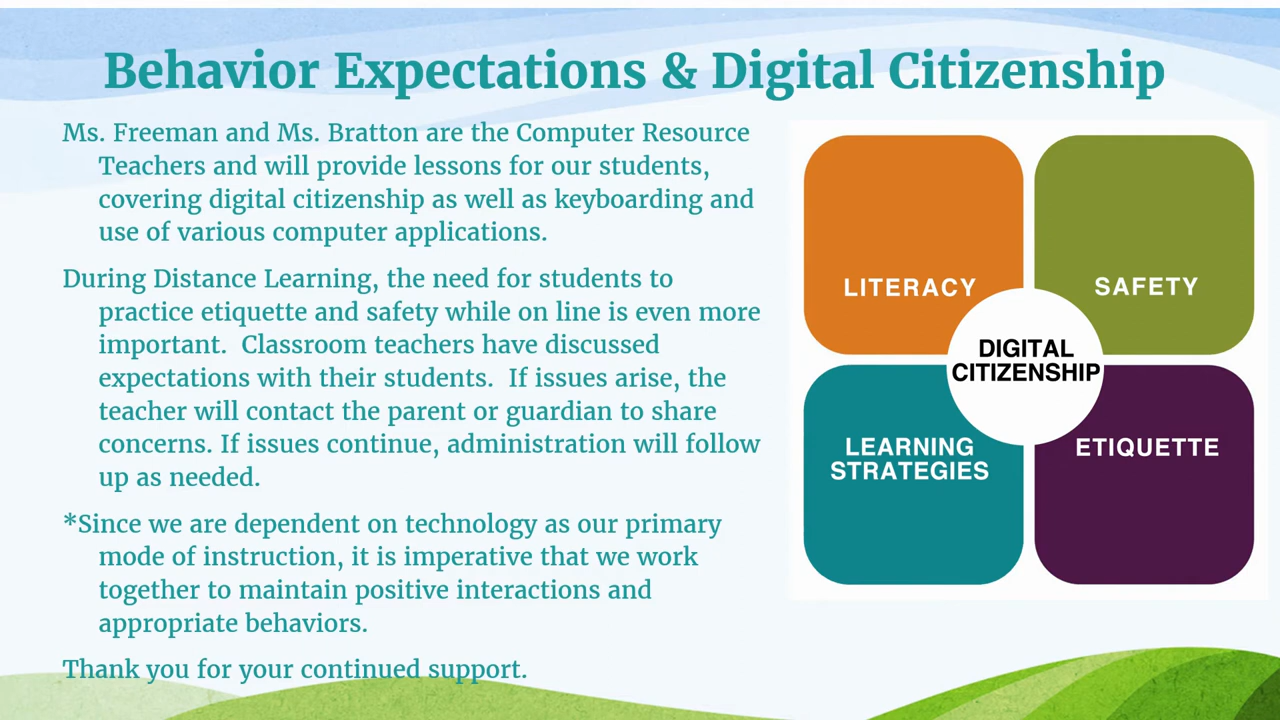 Behavior Expectations & Digital Citizenship
Ms. Freeman and Ms. Bratton are the Computer Resource
Teachers and will provide lessons for our students,
covering digital citizenship as well as keyboarding and
use of various computer applications.
During Distance Learning, the need for students to
practice etiquette and safety while on line is even more
important.  Classroom teachers have discussed
expectations with their students.  If issues arise, the
teacher will contact the parent or guardian to share
concerns. If issues continue, administration will follow
up as needed.
*Since we are dependent on technology as our primary
mode of instruction, it is imperative that we work
together to maintain positive interactions and
appropriate behaviors.
Thank you for your continued support.
LITERACY
SAFETY
DIGITAL
CITIZENSHIP
LEARNING
STRATEGIES
ETIQUETTE